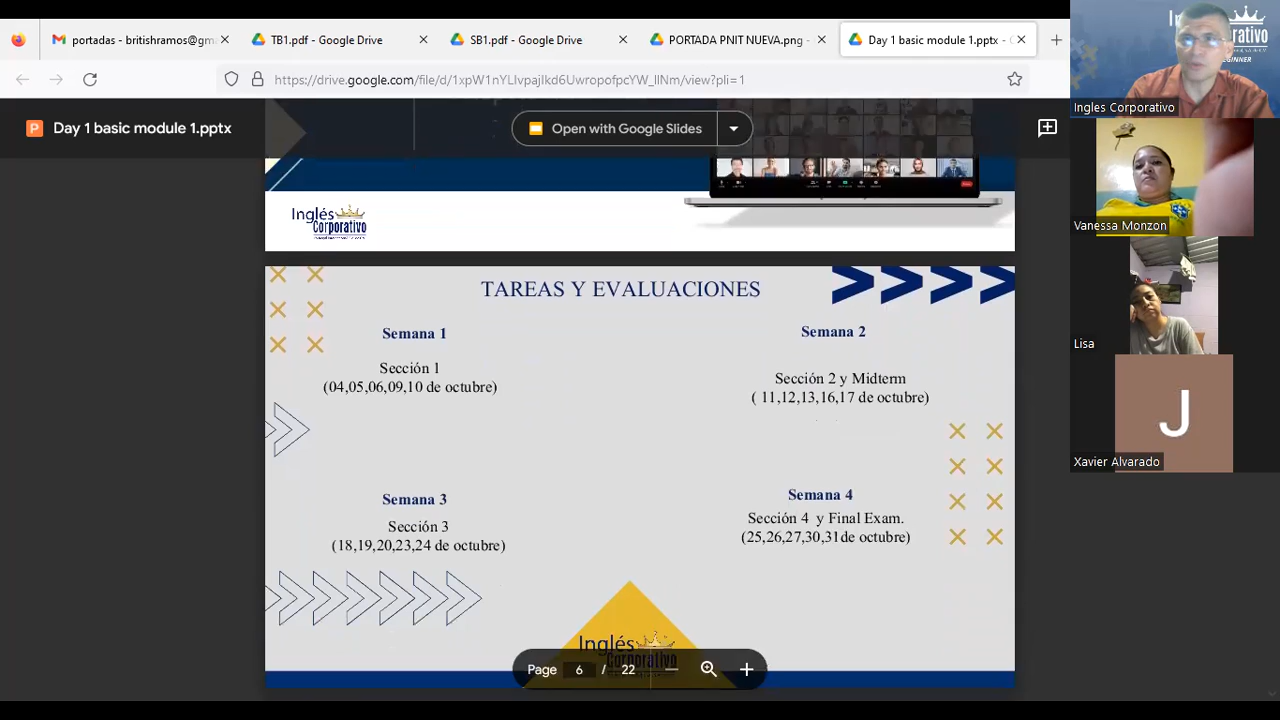 portadas - britishramos@gm
TB1.pdf - Google Drive
SB1.pdf - Google Drive
PORTADA PNIT NUEVA.png -
Day 1 basic module 1.pptx -
https://drive.google.com/file/d/1xpW1nYLIvpajIkd6UwropofpcYW_lINm/view?pli=1
Day 1 basic module 1.pptx
Open with Google Slides
Inglés
Corporativo
TAREAS Y EVALUACIONES
Semana 1
Sección 1
(04,05,06,09,10 de octubre)
Semana 2
Sección 2 y Midterm
( 11,12,13,16,17 de octubre)
Semana 3
Sección 3
(18,19,20,23,24 de octubre)
Semana 4
Sección 4 y Final Exam.
(25,26,27,30,31de octubre)
Inglés
Corporativo
Page 6 / 22
Ingles Corporativo
Vanessa Monzon
Lisa
J
Xavier Alvarado